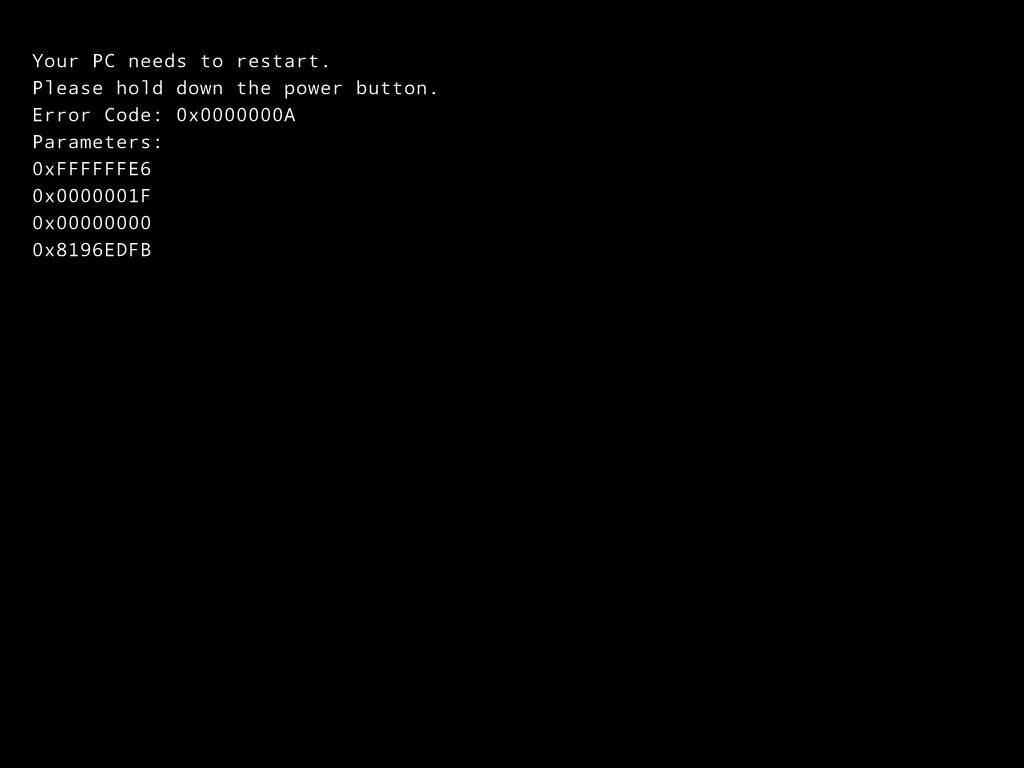 Your PC needs to restart.
Please hold down the power button.
Error Code: 0x0000000A
Parameters:
0xFFFFFFE6
0x0000001F
0x00000000
0x8196EDFB